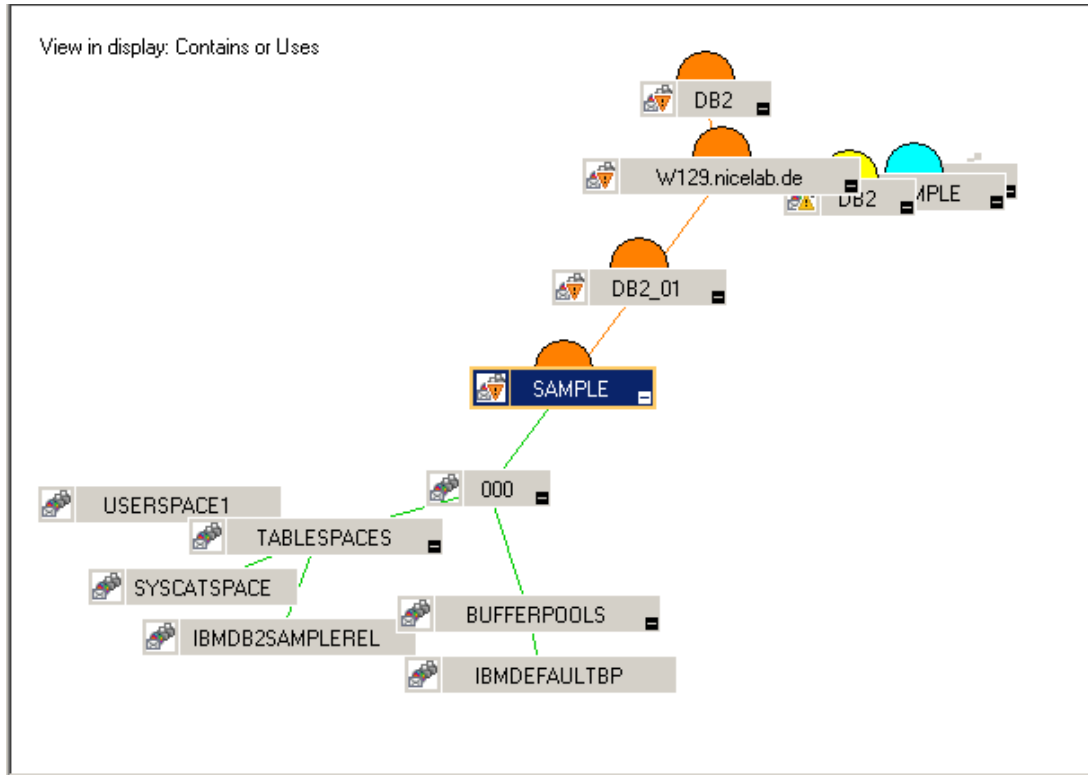 View in display: Contains or Uses
DB2
W129.nicelab.de
DB2
MPLE
DB2_01
SAMPLE
000
USERSPACE1
TABLESPACES
SYSCATSPACE
BUFFERPOOLS
IBMDB2SAMPLEREL
IBMDEFAULTBP